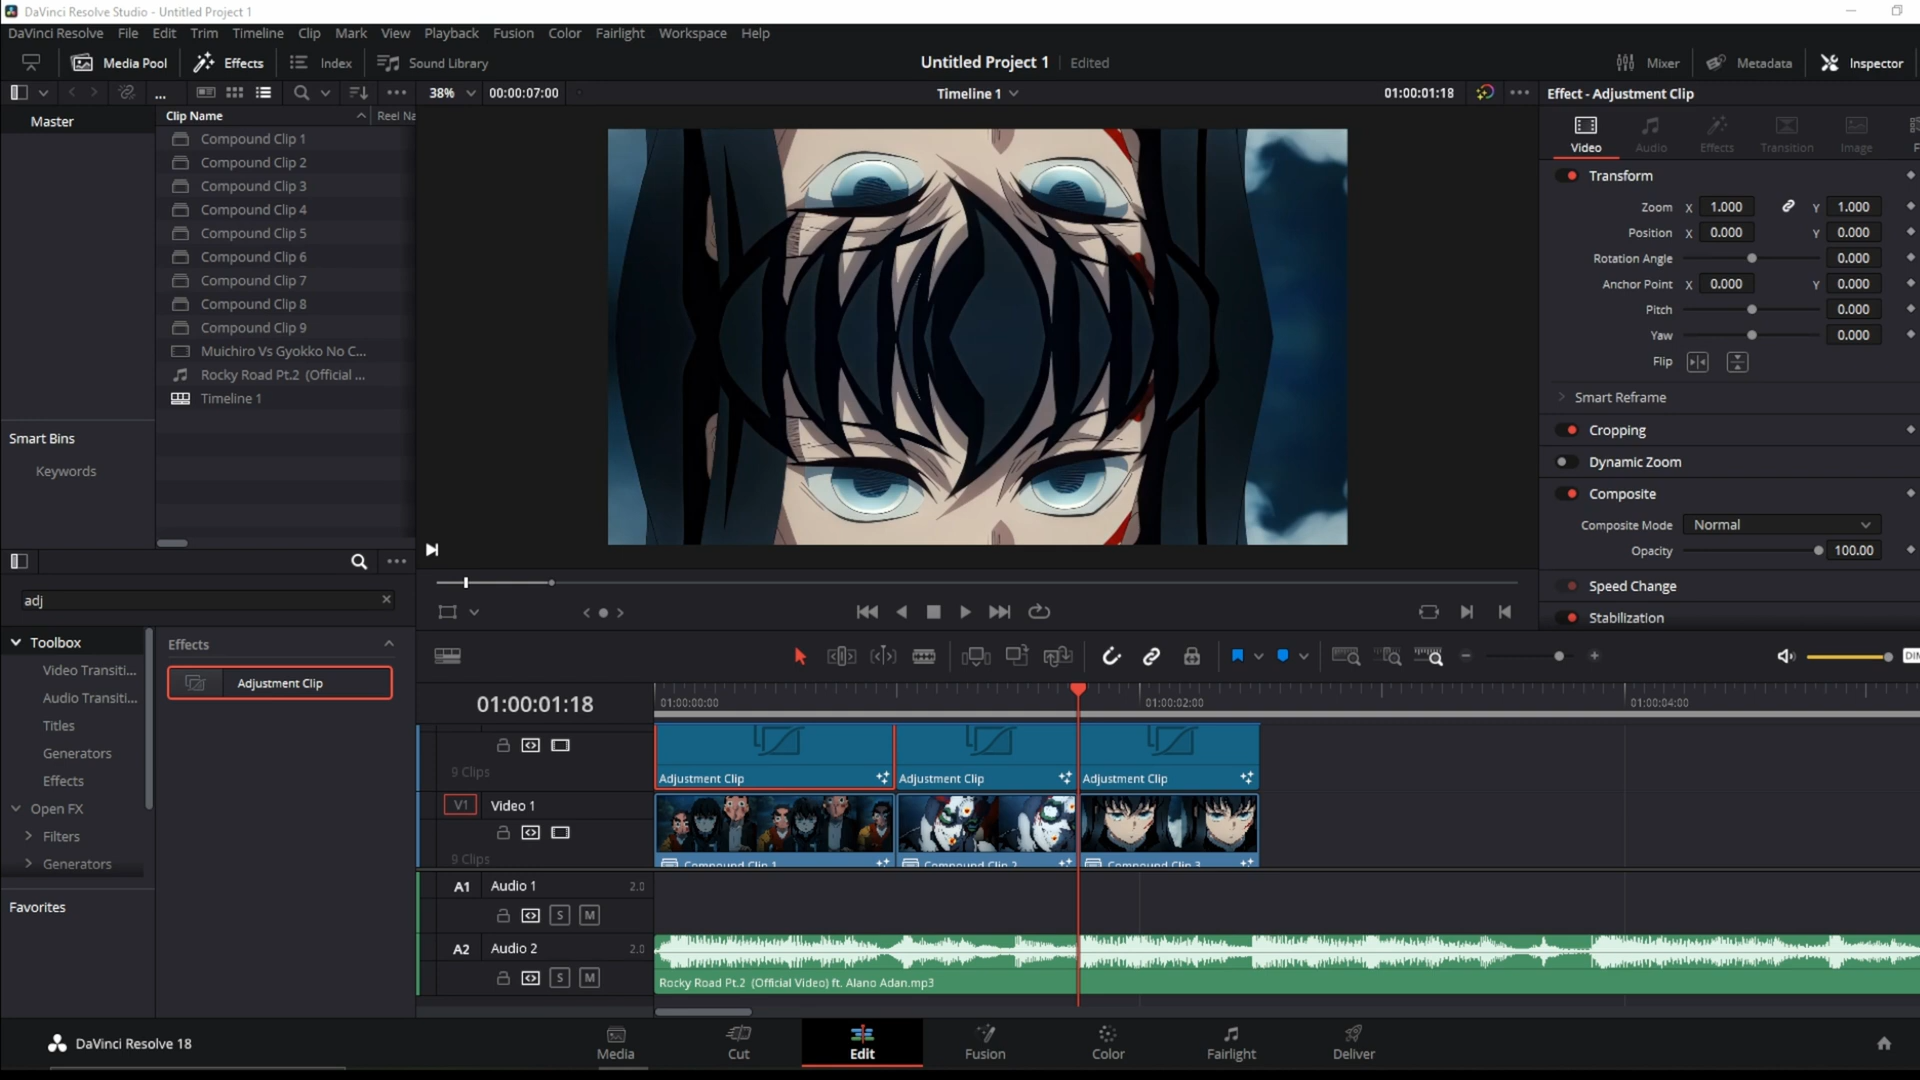 DaVinci Resolve Studio - Untitled Project 1
DaVinci Resolve File Edit Trim Timeline Clip Mark View Playback Fusion Color Fairlight Workspace Help
Media Pool Effects Index Sound Library
Untitled Project 1 Edited
Mixer Metadata Inspector
38% 00:00:07:00
Timeline 1
01:00:01:18
Effect - Adjustment Clip
Master
Clip Name
Reel Na
Compound Clip 1
Compound Clip 2
Compound Clip 3
Compound Clip 4
Compound Clip 5
Compound Clip 6
Compound Clip 7
Compound Clip 8
Compound Clip 9
Muichiro Vs Gyokko No C...
Rocky Road Pt.2 (Official ...
Timeline 1
Smart Bins
Keywords
Video Audio Effects Transition Image
Transform
Zoom X 1.000 Y 1.000
Position X 0.000 Y 0.000
Rotation Angle 0.000
Anchor Point X 0.000 Y 0.000
Pitch 0.000
Yaw 0.000
Flip
Smart Reframe
Cropping
Dynamic Zoom
Composite
Composite Mode Normal
Opacity 100.00
Speed Change
Stabilization
adj
Toolbox
Video Transiti...
Audio Transiti...
Titles
Generators
Effects
Open FX
Filters
Generators
Favorites
Effects
Adjustment Clip
01:00:01:18
01:00:00:00
01:00:02:00
01:00:04:00
9 Clips
Adjustment Clip
Adjustment Clip
Adjustment Clip
V1 Video 1
9 Clips
Compound Clip 1
Compound Clip 2
Compound Clip 3
A1 Audio 1 2.0
S M
A2 Audio 2 2.0
S M
Rocky Road Pt.2 (Official Video) ft. Alano Adan.mp3
DaVinci Resolve 18
Media Cut Edit Fusion Color Fairlight Deliver